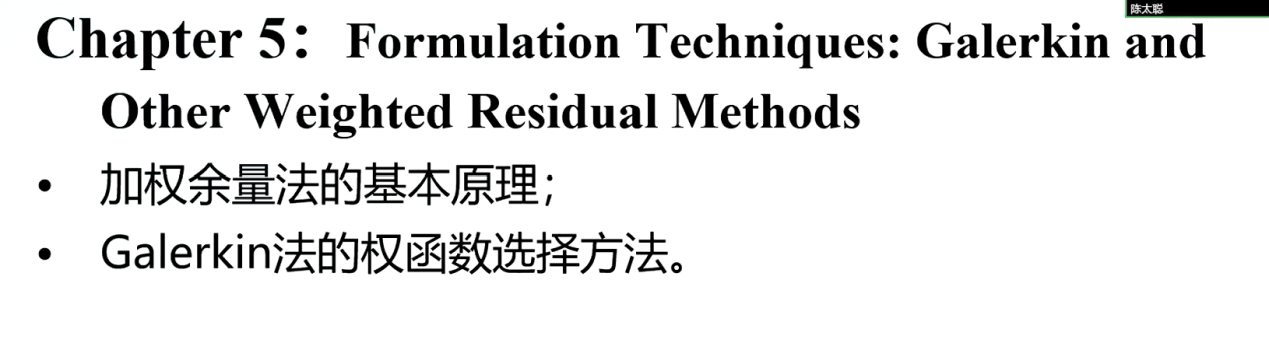 陈太聪
Chapter 5：Formulation Techniques: Galerkin and
Other Weighted Residual Methods
• 加权余量法的基本原理；
• Galerkin法的权函数选择方法。